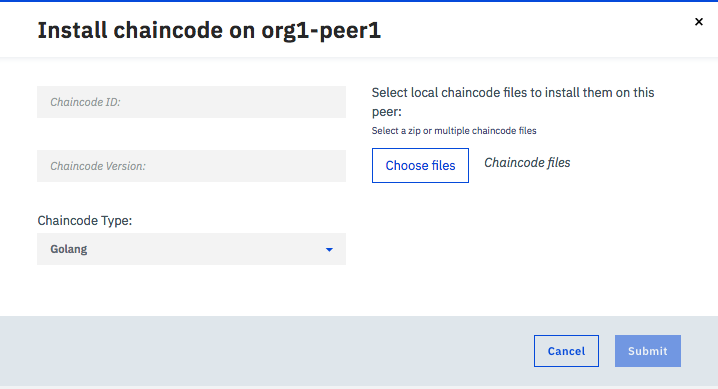 Install chaincode on org1-peer1
×
Chaincode ID:
Chaincode Version:
Chaincode Type:
Golang
Select local chaincode files to install them on this
peer:
Select a zip or multiple chaincode files
Choose files
Chaincode files
Cancel
Submit